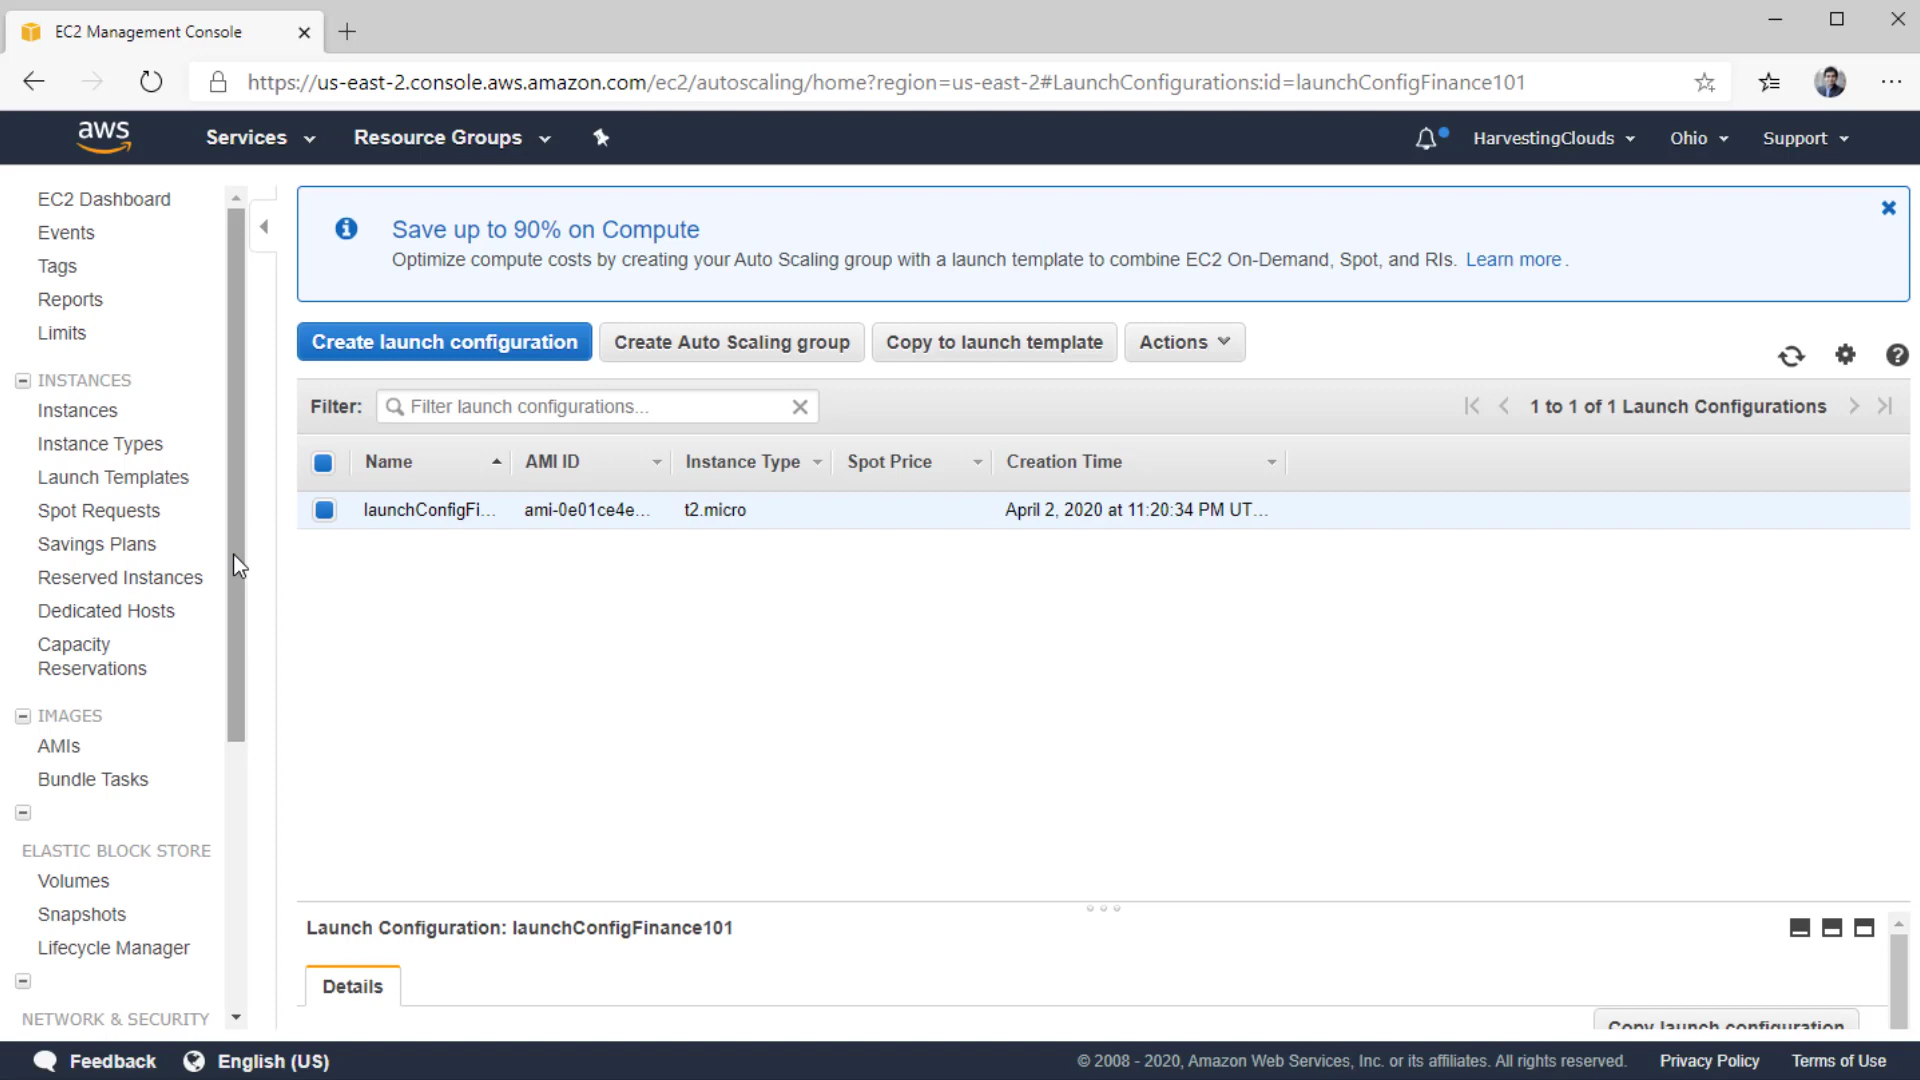 EC2 Management Console
https://us-east-2.console.aws.amazon.com/ec2/autoscaling/home?region=us-east-2#LaunchConfigurations:id=launchConfigFinance101
aws
Services
Resource Groups
HarvestingClouds
Ohio
Support
EC2 Dashboard
Events
Tags
Reports
Limits
INSTANCES
Instances
Instance Types
Launch Templates
Spot Requests
Savings Plans
Reserved Instances
Dedicated Hosts
Capacity
Reservations
IMAGES
AMIs
Bundle Tasks
ELASTIC BLOCK STORE
Volumes
Snapshots
Lifecycle Manager
NETWORK & SECURITY
Save up to 90% on Compute
Optimize compute costs by creating your Auto Scaling group with a launch template to combine EC2 On-Demand, Spot, and RIs. Learn more.
Create launch configuration
Create Auto Scaling group
Copy to launch template
Actions
Filter:
Filter launch configurations...
1 to 1 of 1 Launch Configurations
Name
AMI ID
Instance Type
Spot Price
Creation Time
launchConfigFi...
ami-0e01ce4e...
t2.micro
April 2, 2020 at 11:20:34 PM UT...
Launch Configuration: launchConfigFinance101
Details
Copy launch configuration
Feedback
English (US)
© 2008 - 2020, Amazon Web Services, Inc. or its affiliates. All rights reserved.
Privacy Policy
Terms of Use